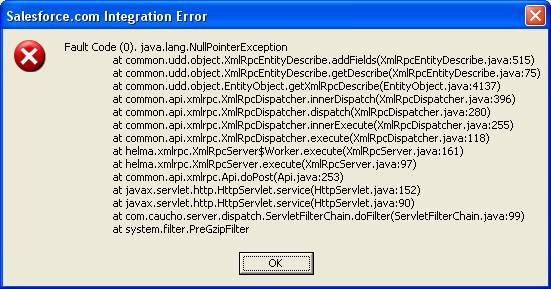 Salesforce.com Integration Error
Fault Code (0). java.lang.NullPointerException
at common.udd.object.XmlRpcEntityDescribe.addFields(XmlRpcEntityDescribe.java:515)
at common.udd.object.XmlRpcEntityDescribe.getDescribe(XmlRpcEntityDescribe.java:75)
at common.udd.object.EntityObject.getXmlRpcDescribe(EntityObject.java:4137)
at common.api.xmlrpc.XmlRpcDispatcher.innerDispatch(XmlRpcDispatcher.java:396)
at common.api.xmlrpc.XmlRpcDispatcher.dispatch(XmlRpcDispatcher.java:280)
at common.api.xmlrpc.XmlRpcDispatcher.innerExecute(XmlRpcDispatcher.java:255)
at common.api.xmlrpc.XmlRpcDispatcher.execute(XmlRpcDispatcher.java:118)
at helma.xmlrpc.XmlRpcServer$Worker.execute(XmlRpcServer.java:161)
at helma.xmlrpc.XmlRpcServer.execute(XmlRpcServer.java:97)
at common.api.xmlrpc.Api.doPost(Api.java:253)
at javax.servlet.http.HttpServlet.service(HttpServlet.java:152)
at javax.servlet.http.HttpServlet.service(HttpServlet.java:90)
at com.caucho.server.dispatch.ServletFilterChain.doFilter(ServletFilterChain.java:99)
at system.filter.PreGzipFilter
OK